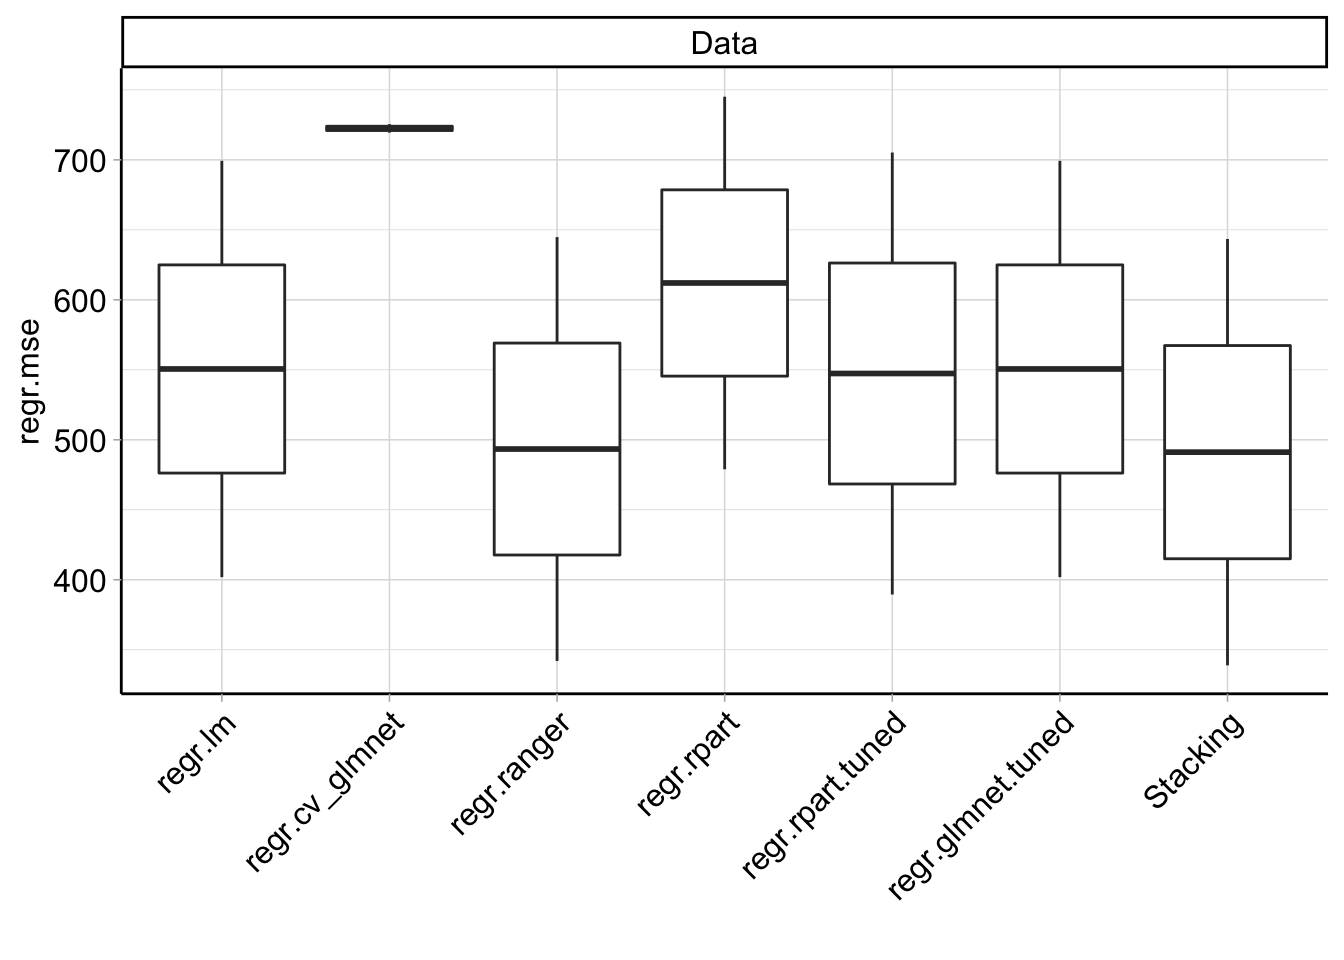 Data
regr.mse
700
600
500
400
regr.lm
regr.cv_glmnet
regr.ranger
regr.rpart
regr.rpart.tuned
regr.glmnet.tuned
Stacking